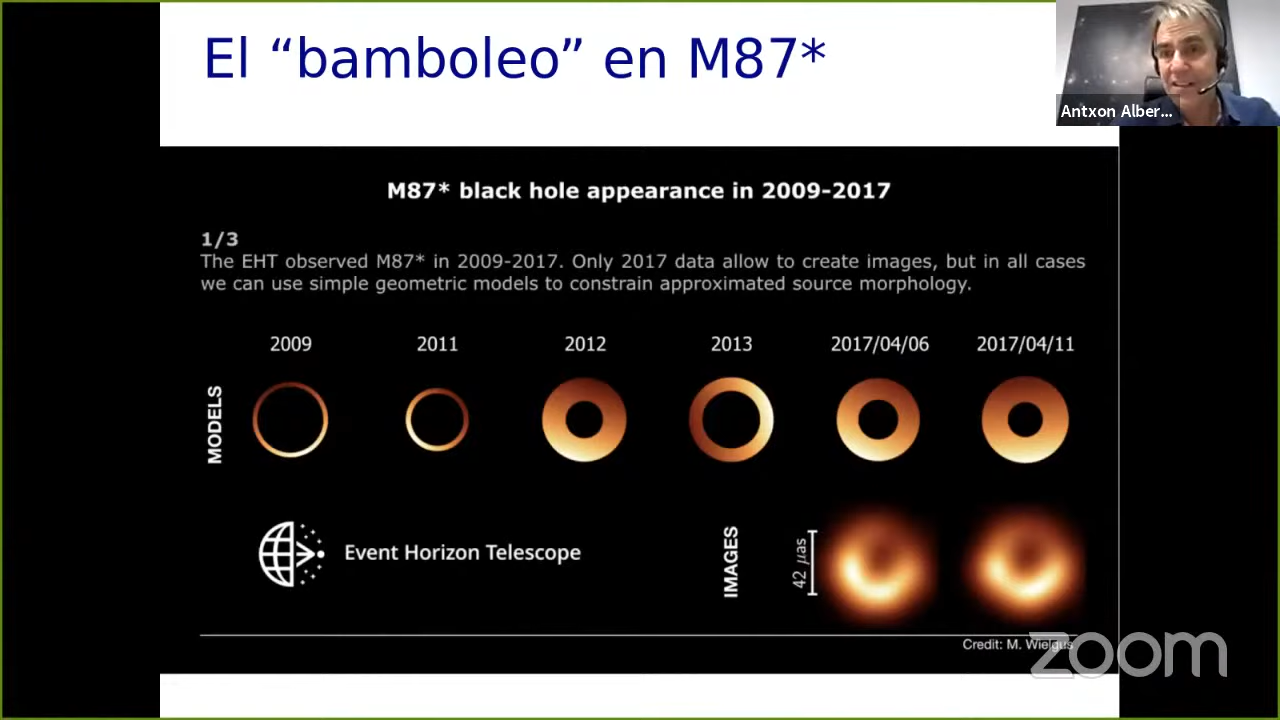 El “bamboleo” en M87*
Antxon Alber...
M87* black hole appearance in 2009-2017
1/3
The EHT observed M87* in 2009-2017. Only 2017 data allow to create images, but in all cases
we can use simple geometric models to constrain approximated source morphology.
2009 2011 2012 2013 2017/04/06 2017/04/11
MODELS
Event Horizon Telescope
IMAGES
42 μas
Credit: M. Wielgus
zoom